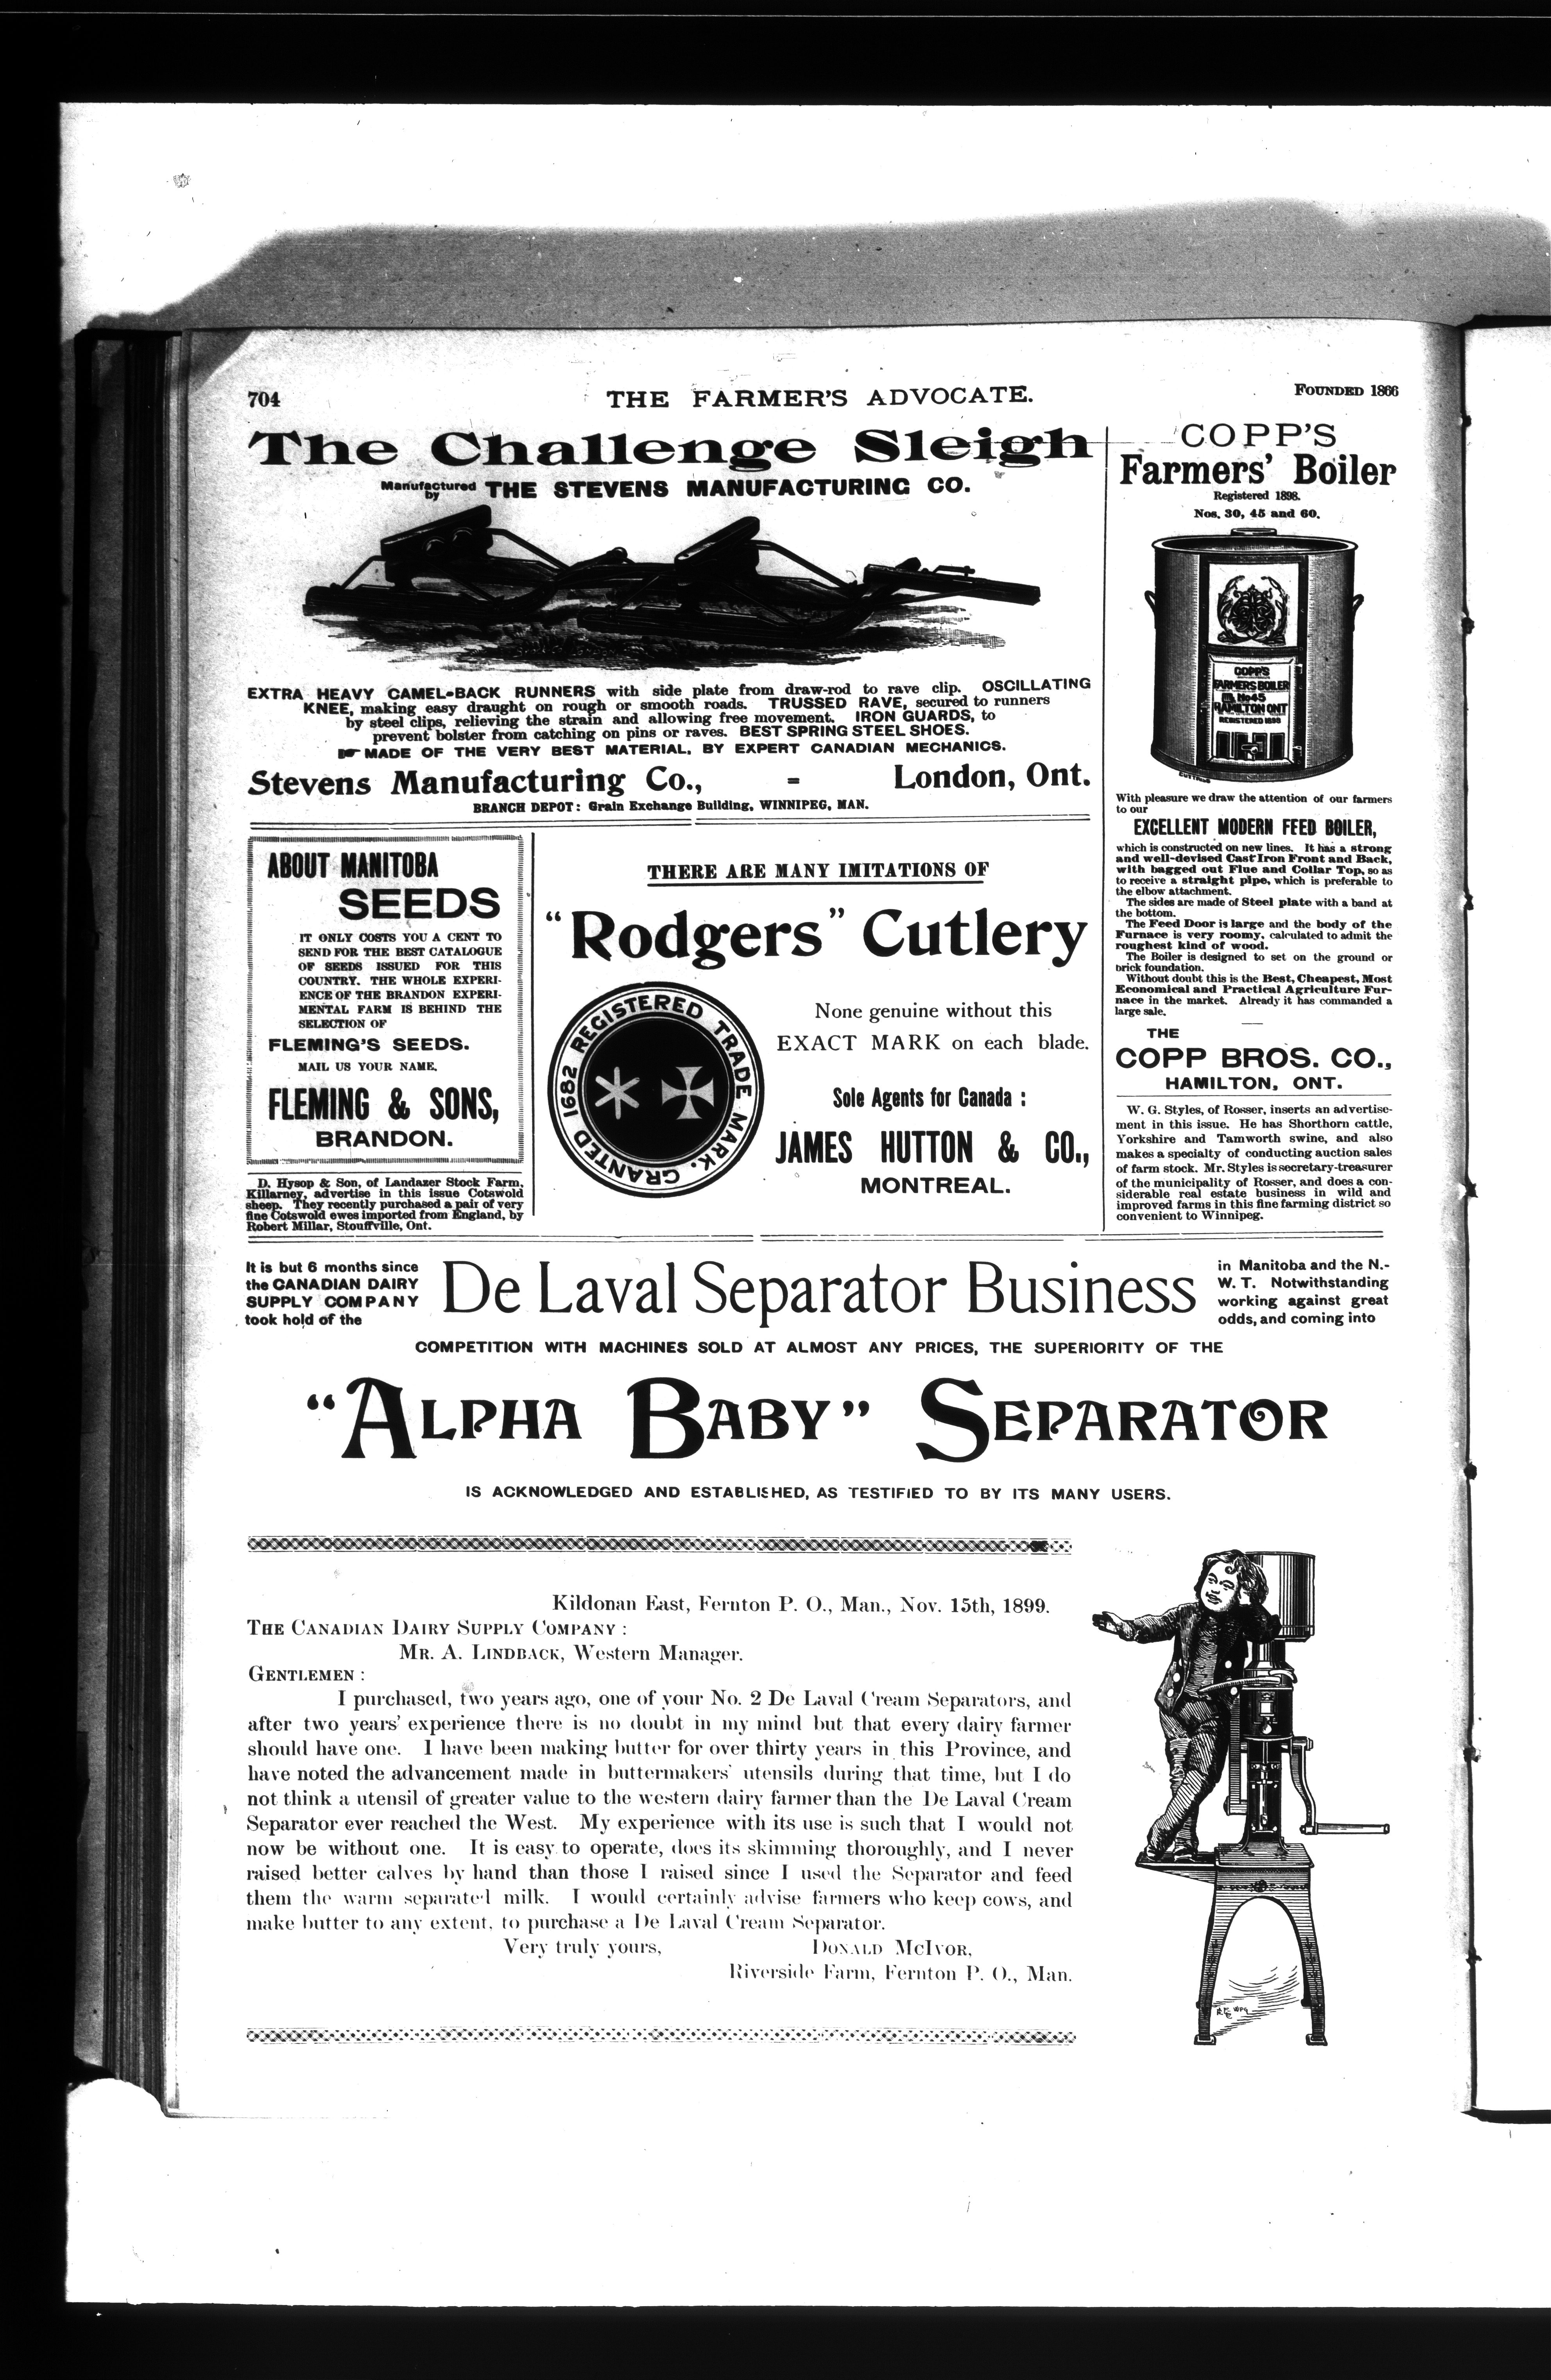 704
THE FARMER'S ADVOCATE.
FOUNDED 1866
The Challenge Sleigh
Manufactured by THE STEVENS MANUFACTURING CO.
EXTRA HEAVY CAMEL-BACK RUNNERS with side plate from draw-rod to rave clip. OSCILLATING
KNEE, making easy draught on rough or smooth roads. TRUSSED RAVE, secured to runners
by steel clips, relieving the strain and allowing free movement. IRON GUARDS, to
prevent bolster from catching on pins or raves. BEST SPRING STEEL SHOES.
☛ MADE OF THE VERY BEST MATERIAL, BY EXPERT CANADIAN MECHANICS.
Stevens Manufacturing Co., = London, Ont.
BRANCH DEPOT: Grain Exchange Building, WINNIPEG, MAN.
ABOUT MANITOBA
SEEDS
IT ONLY COSTS YOU A CENT TO
SEND FOR THE BEST CATALOGUE
OF SEEDS ISSUED FOR THIS
COUNTRY. THE WHOLE EXPERI-
ENCE OF THE BRANDON EXPERI-
MENTAL FARM IS BEHIND THE
SELECTION OF
FLEMING'S SEEDS.
MAIL US YOUR NAME.
FLEMING & SONS,
BRANDON.
D. Hysop & Son, of Landazer Stock Farm,
Killarney, advertise in this issue Cotswold
sheep. They recently purchased a pair of very
fine Cotswold ewes imported from England, by
Robert Millar, Stouffville, Ont.
THERE ARE MANY IMITATIONS OF
"Rodgers" Cutlery
REGISTERED TRADE MARK. GRANTED 1682
None genuine without this
EXACT MARK on each blade.
Sole Agents for Canada :
JAMES HUTTON & CO.,
MONTREAL.
COPP'S
Farmers' Boiler
Registered 1898.
Nos. 30, 45 and 60.
COPP'S
FARMERS BOILER
No 45
HAMILTON ONT
REGISTERED 1898
With pleasure we draw the attention of our farmers
to our
EXCELLENT MODERN FEED BOILER,
which is constructed on new lines. It has a strong
and well-devised Cast Iron Front and Back,
with bagged out Flue and Collar Top, so as
to receive a straight pipe, which is preferable to
the elbow attachment.
The sides are made of Steel plate with a band at
the bottom.
The Feed Door is large and the body of the
Furnace is very roomy, calculated to admit the
roughest kind of wood.
The Boiler is designed to set on the ground or
brick foundation.
Without doubt this is the Best, Cheapest, Most
Economical and Practical Agriculture Fur-
nace in the market. Already it has commanded a
large sale.
THE
COPP BROS. CO.,
HAMILTON, ONT.
W. G. Styles, of Rosser, inserts an advertise-
ment in this issue. He has Shorthorn cattle,
Yorkshire and Tamworth swine, and also
makes a specialty of conducting auction sales
of farm stock. Mr. Styles is secretary-treasurer
of the municipality of Rosser, and does a con-
siderable real estate business in wild and
improved farms in this fine farming district so
convenient to Winnipeg.
It is but 6 months since
the CANADIAN DAIRY
SUPPLY COMPANY
took hold of the
De Laval Separator Business
in Manitoba and the N.-
W. T. Notwithstanding
working against great
odds, and coming into
COMPETITION WITH MACHINES SOLD AT ALMOST ANY PRICES, THE SUPERIORITY OF THE
"ALPHA BABY" SEPARATOR
IS ACKNOWLEDGED AND ESTABLISHED, AS TESTIFIED TO BY ITS MANY USERS.
Kildonan East, Fernton P. O., Man., Nov. 15th, 1899.
THE CANADIAN DAIRY SUPPLY COMPANY :
MR. A. LINDBACK, Western Manager.
GENTLEMEN :
I purchased, two years ago, one of your No. 2 De Laval Cream Separators, and
after two years' experience there is no doubt in my mind but that every dairy farmer
should have one. I have been making butter for over thirty years in this Province, and
have noted the advancement made in buttermakers' utensils during that time, but I do
not think a utensil of greater value to the western dairy farmer than the De Laval Cream
Separator ever reached the West. My experience with its use is such that I would not
now be without one. It is easy to operate, does its skimming thoroughly, and I never
raised better calves by hand than those I raised since I used the Separator and feed
them the warm separated milk. I would certainly advise farmers who keep cows, and
make butter to any extent, to purchase a De Laval Cream Separator.
Very truly yours, DONALD MCIVOR,
Riverside Farm, Fernton P. O., Man.